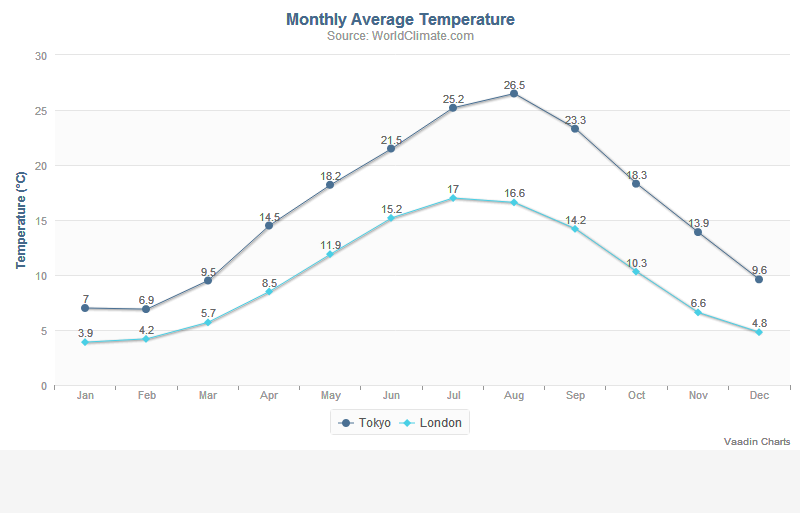 Monthly Average Temperature
Source: WorldClimate.com
Temperature (°C)
30
25
20
15
10
5
0
7 6.9 9.5 14.5 18.2 21.5 25.2 26.5 23.3 18.3 13.9 9.6
3.9 4.2 5.7 8.5 11.9 15.2 17 16.6 14.2 10.3 6.6 4.8
Jan Feb Mar Apr May Jun Jul Aug Sep Oct Nov Dec
Tokyo London
Vaadin Charts